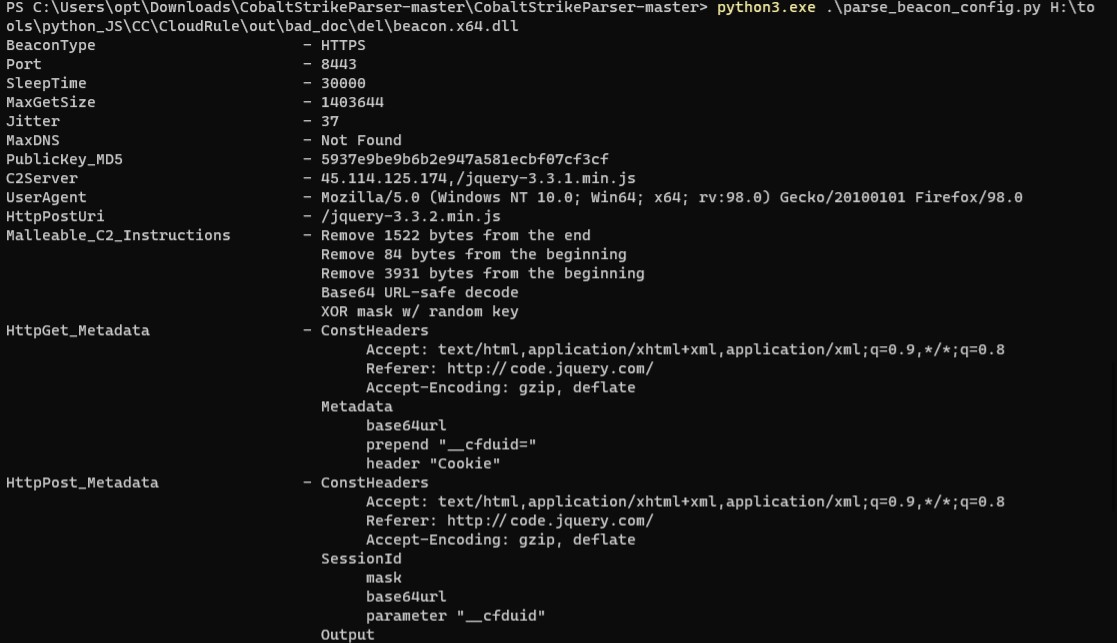 PS C:\Users\opt\Downloads\CobaltStrikeParser-master\CobaltStrikeParser-master> python3.exe .\parse_beacon_config.py H:\to
ols\python_JS\CC\CloudRule\out\bad_doc\del\beacon.x64.dll
BeaconType - HTTPS
Port - 8443
SleepTime - 30000
MaxGetSize - 1403644
Jitter - 37
MaxDNS - Not Found
PublicKey_MD5 - 5937e9be9b6b2e947a581ecbf07cf3cf
C2Server - 45.114.125.174,/jquery-3.3.1.min.js
UserAgent - Mozilla/5.0 (Windows NT 10.0; Win64; x64; rv:98.0) Gecko/20100101 Firefox/98.0
HttpPostUri - /jquery-3.3.2.min.js
Malleable_C2_Instructions - Remove 1522 bytes from the end
Remove 84 bytes from the beginning
Remove 3931 bytes from the beginning
Base64 URL-safe decode
XOR mask w/ random key
HttpGet_Metadata - ConstHeaders
Accept: text/html,application/xhtml+xml,application/xml;q=0.9,*/*;q=0.8
Referer: http://code.jquery.com/
Accept-Encoding: gzip, deflate
Metadata
base64url
prepend "__cfduid="
header "Cookie"
HttpPost_Metadata - ConstHeaders
Accept: text/html,application/xhtml+xml,application/xml;q=0.9,*/*;q=0.8
Referer: http://code.jquery.com/
Accept-Encoding: gzip, deflate
SessionId
mask
base64url
parameter "__cfduid"
Output